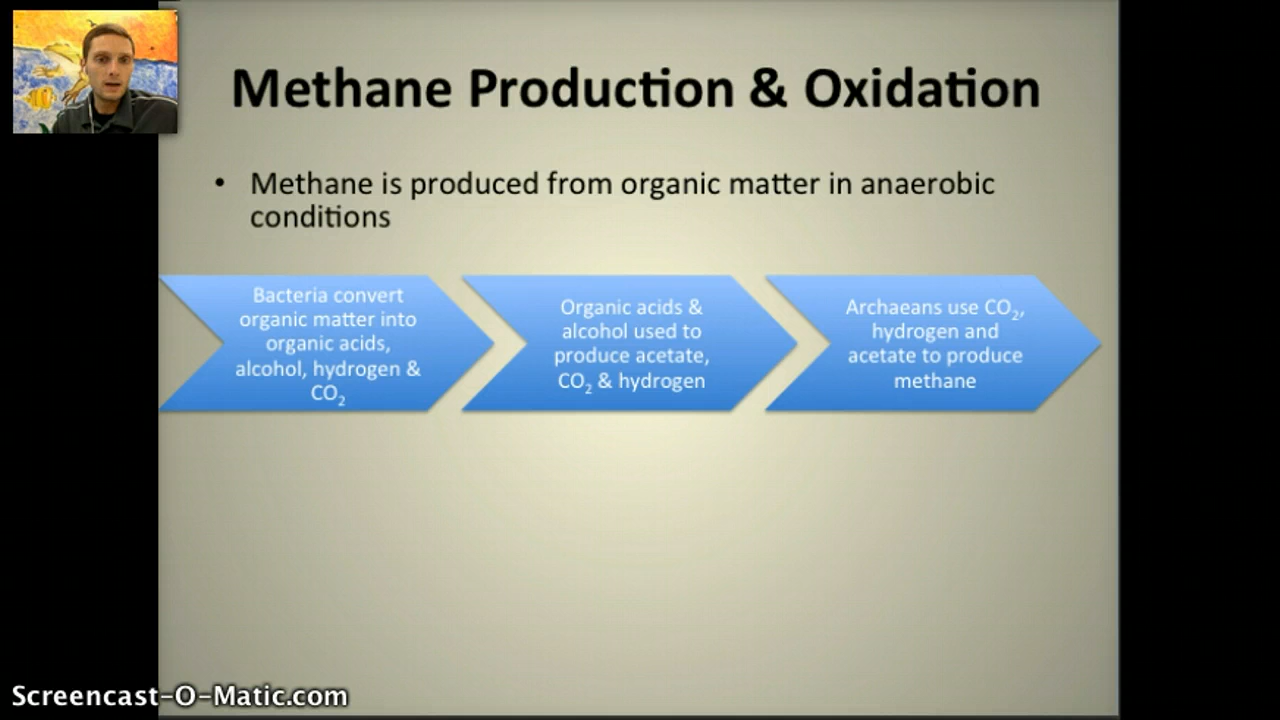 Methane Production & Oxidation
• Methane is produced from organic matter in anaerobic
conditions
Bacteria convert
organic matter into
organic acids,
alcohol, hydrogen &
CO₂
Organic acids &
alcohol used to
produce acetate,
CO₂ & hydrogen
Archaeans use CO₂,
hydrogen and
acetate to produce
methane
Screencast-O-Matic.com